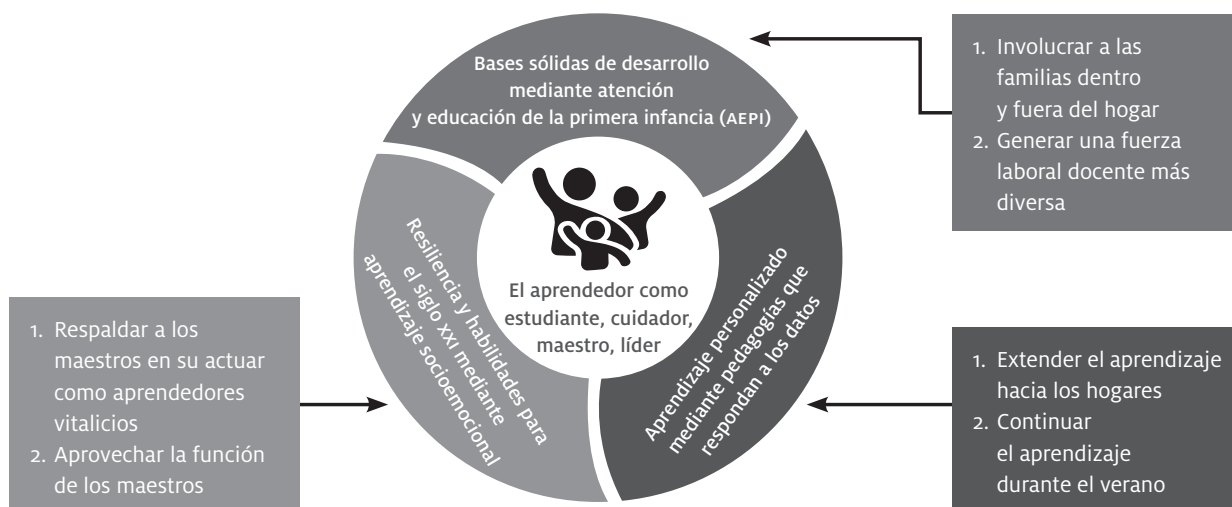 Bases sólidas de desarrollo
mediante atención
y educación de la primera infancia (AEPI)
1. Involucrar a las
familias dentro
y fuera del hogar
2. Generar una fuerza
laboral docente más
diversa
Resiliencia y habilidades para
el siglo XXI mediante
aprendizaje socioemocional
El aprendedor como
estudiante, cuidador,
maestro, líder
Aprendizaje personalizado
mediante pedagogías que
respondan a los datos
1. Respaldar a los
maestros en su actuar
como aprendedores
vitalicios
2. Aprovechar la función
de los maestros
1. Extender el aprendizaje
hacia los hogares
2. Continuar
el aprendizaje
durante el verano